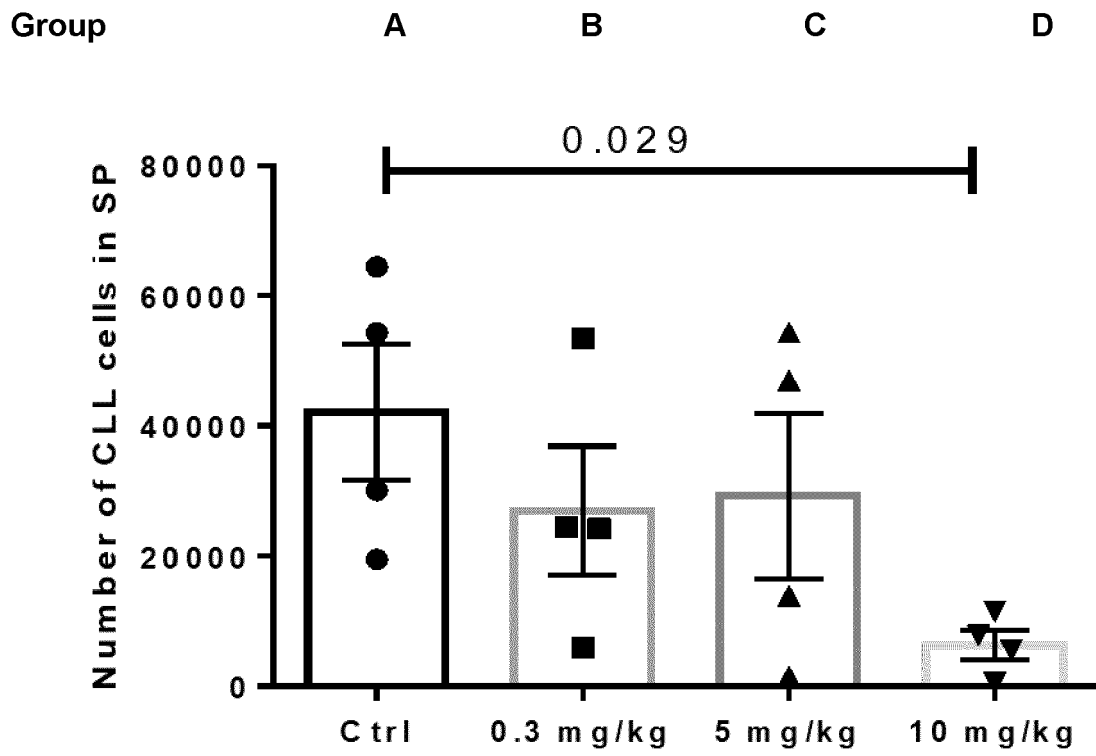 Group A B C D
0.029
Number of CLL cells in SP
80000
60000
40000
20000
0
Ctrl 0.3 mg/kg 5 mg/kg 10 mg/kg